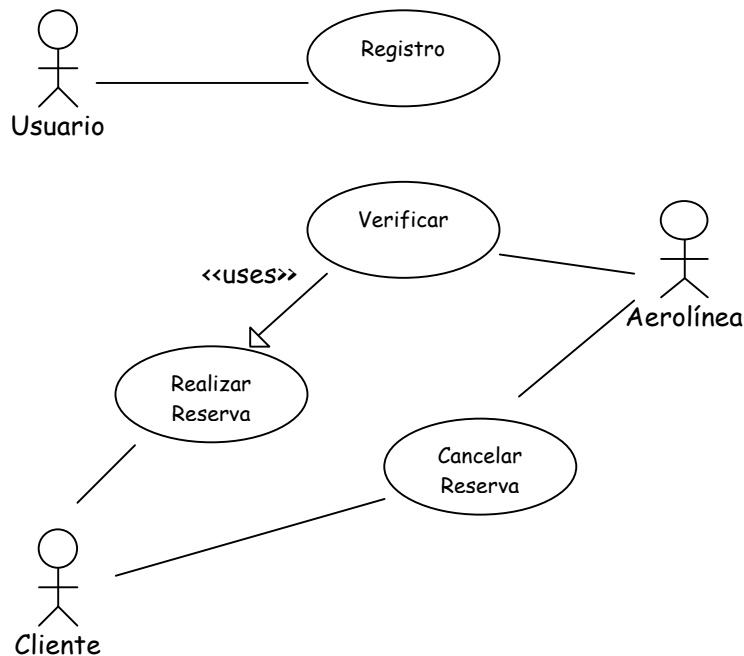 Registro
Usuario
Verificar
<<uses>>
Aerolínea
Realizar
Reserva
Cancelar
Reserva
Cliente